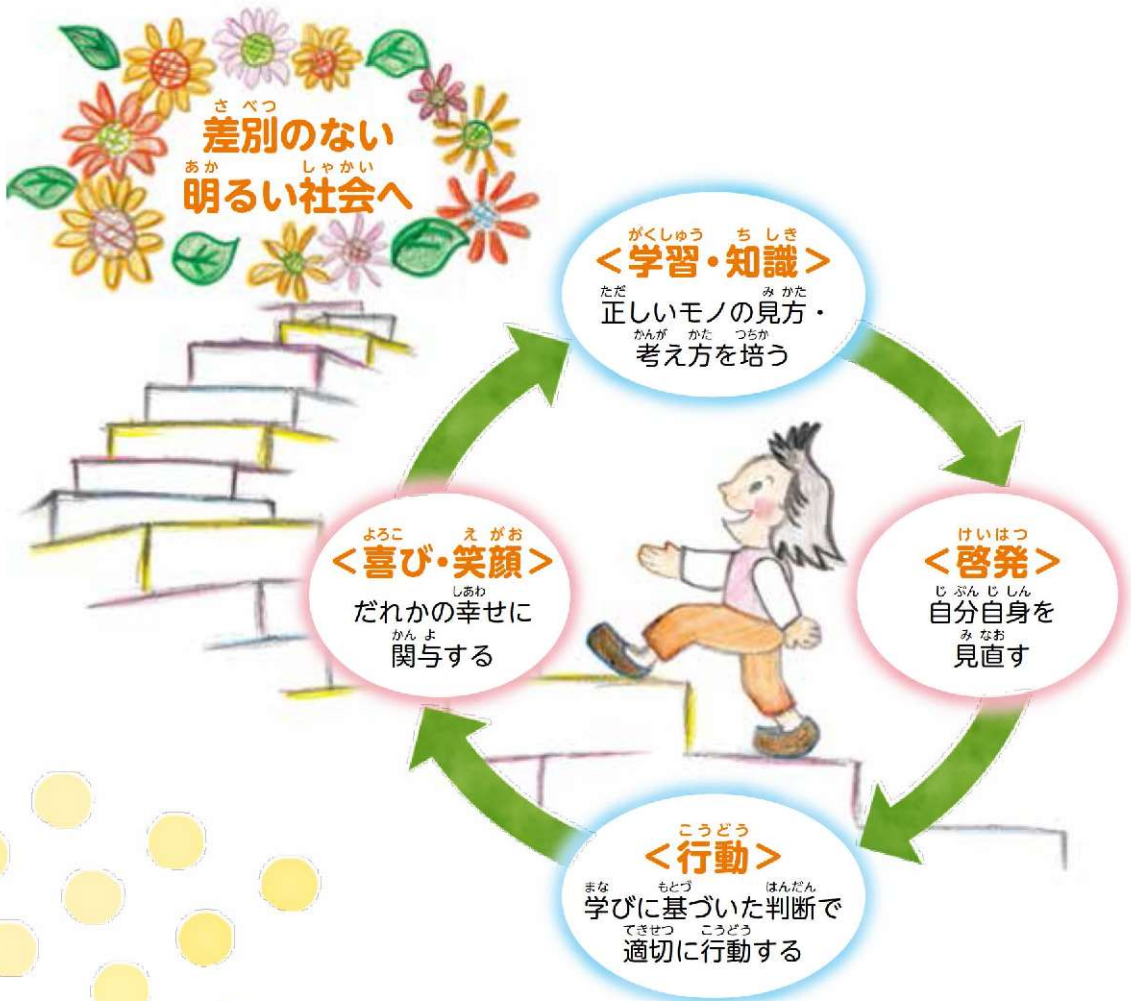 差別のない
明るい社会へ
＜学習・知識＞
正しいモノの見方・
考え方を培う
＜啓発＞
自分自身を
見直す
＜行動＞
学びに基づいた判断で
適切に行動する
＜喜び・笑顔＞
だれかの幸せに
関与する